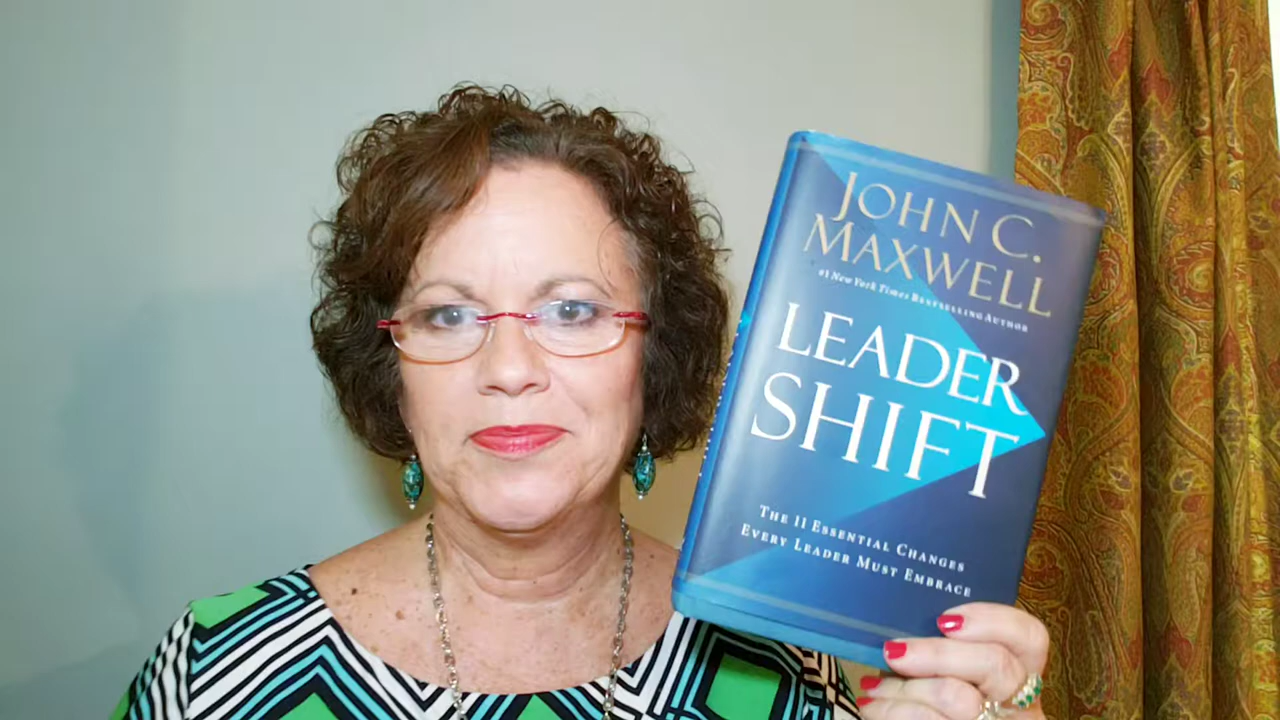 JOHN C.
MAXWELL
#1 New York Times BESTSELLING AUTHOR
LEADER
SHIFT
THE 11 ESSENTIAL CHANGES
EVERY LEADER MUST EMBRACE